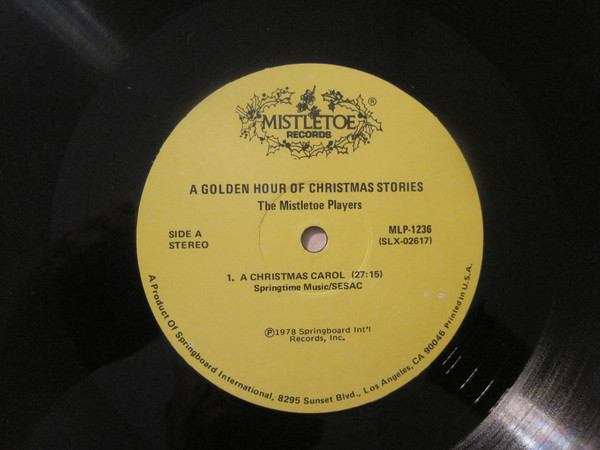 MISTLETOE ®
RECORDS
A GOLDEN HOUR OF CHRISTMAS STORIES
The Mistletoe Players
SIDE A
STEREO
MLP-1236
(SLX-02617)
1. A CHRISTMAS CAROL (27:15)
Springtime Music/SESAC
℗1978 Springboard Int'l
Records, Inc.
A Product Of Springboard International, 8295 Sunset Blvd., Los Angeles, CA 90046 Printed in U.S.A.